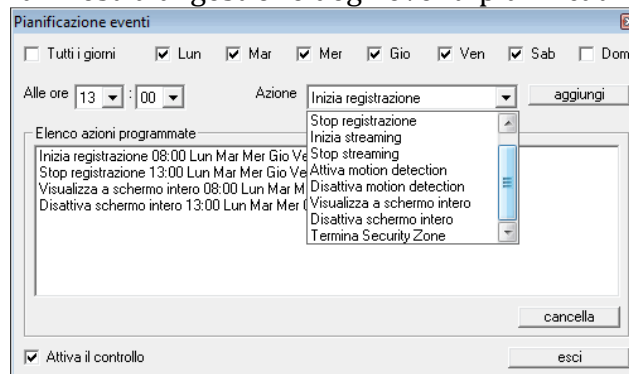 Pianificazione eventi
Tutti i giorni Lun Mar Mer Gio Ven Sab Dom
Alle ore 13 : 00 Azione Inizia registrazione aggiungi
Stop registrazione
Inizia streaming
Stop streaming
Attiva motion detection
Disattiva motion detection
Visualizza a schermo intero
Disattiva schermo intero
Termina Security Zone
Elenco azioni programmate
Inizia registrazione 08:00 Lun Mar Mer Gio Ve
Stop registrazione 13:00 Lun Mar Mer Gio Ve
Visualizza a schermo intero 08:00 Lun Mar M
Disattiva schermo intero 13:00 Lun Mar Mer
cancella
Attiva il controllo esci